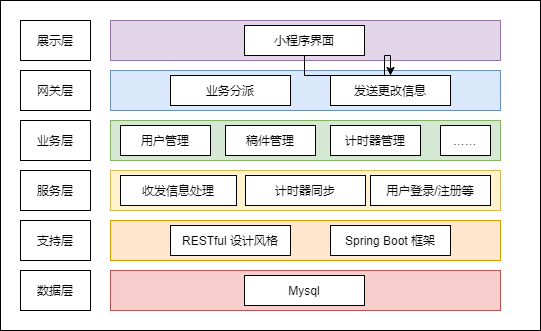 展示层
小程序界面
网关层
业务分派
发送更改信息
业务层
用户管理
稿件管理
计时器管理
……
服务层
收发信息处理
计时器同步
用户登录/注册等
支持层
RESTful 设计风格
Spring Boot 框架
数据层
Mysql